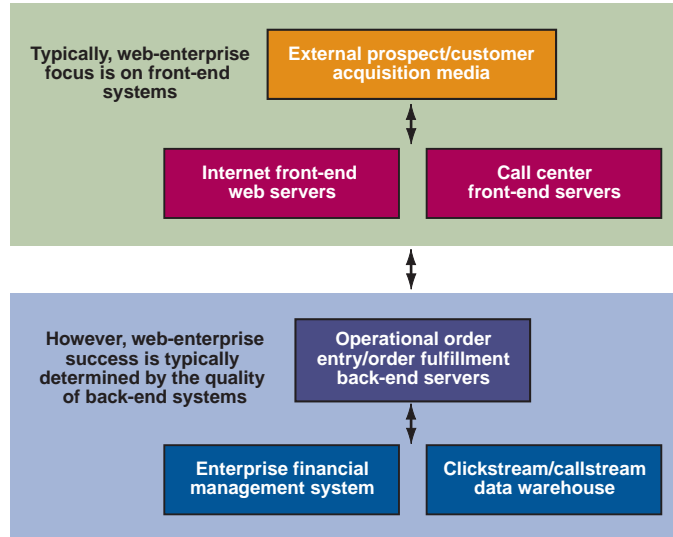 Typically, web-enterprise
focus is on front-end
systems
External prospect/customer
acquisition media
Internet front-end
web servers
Call center
front-end servers
However, web-enterprise
success is typically
determined by the quality
of back-end systems
Operational order
entry/order fulfillment
back-end servers
Enterprise financial
management system
Clickstream/callstream
data warehouse